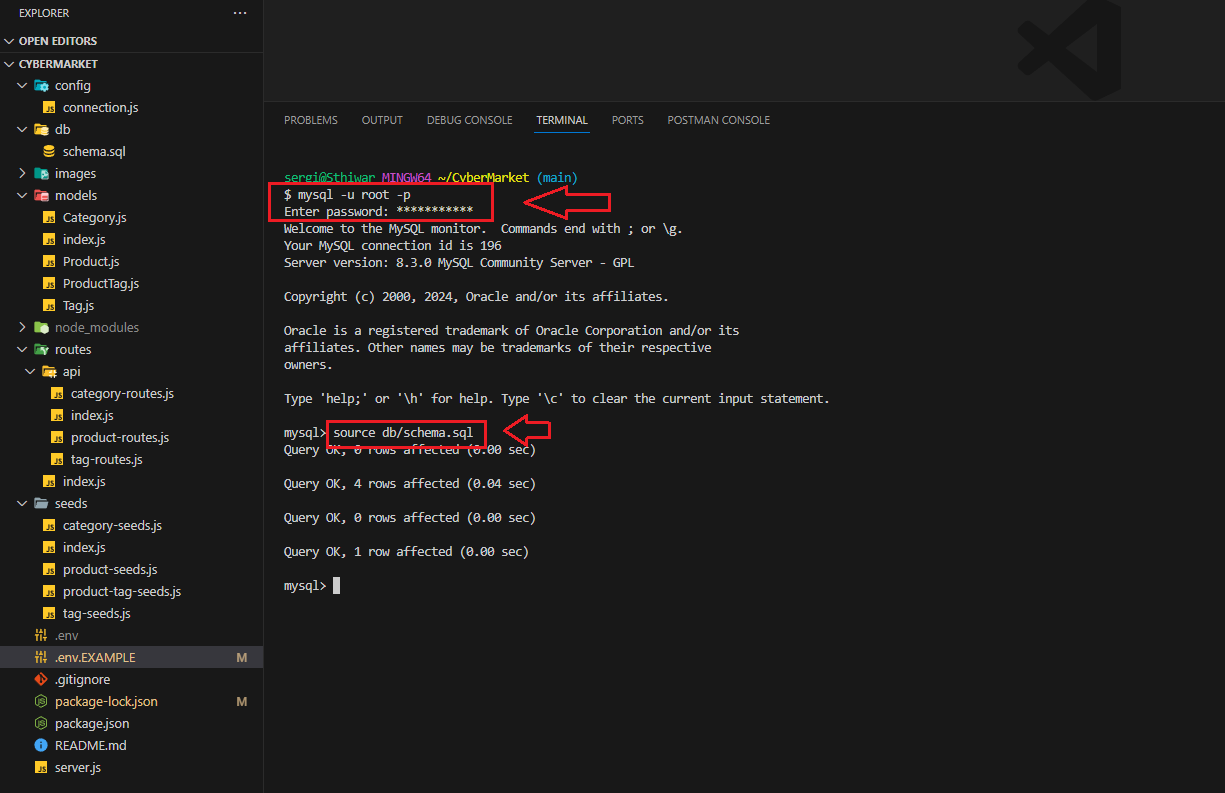 EXPLORER
OPEN EDITORS
CYBERMARKET
config
connection.js
db
schema.sql
images
models
Category.js
index.js
Product.js
ProductTag.js
Tag.js
node_modules
routes
api
category-routes.js
index.js
product-routes.js
tag-routes.js
index.js
seeds
category-seeds.js
index.js
product-seeds.js
product-tag-seeds.js
tag-seeds.js
.env
.env.EXAMPLE M
.gitignore
package-lock.json M
package.json
README.md
server.js
PROBLEMS OUTPUT DEBUG CONSOLE TERMINAL PORTS POSTMAN CONSOLE
sergi@Sthiwar MINGW64 ~/CyberMarket (main)
$ mysql -u root -p
Enter password: ***********
Welcome to the MySQL monitor.  Commands end with ; or \g.
Your MySQL connection id is 196
Server version: 8.3.0 MySQL Community Server - GPL
Copyright (c) 2000, 2024, Oracle and/or its affiliates.
Oracle is a registered trademark of Oracle Corporation and/or its
affiliates. Other names may be trademarks of their respective
owners.
Type 'help;' or '\h' for help. Type '\c' to clear the current input statement.
mysql> source db/schema.sql
Query OK, 0 rows affected (0.00 sec)
Query OK, 4 rows affected (0.04 sec)
Query OK, 0 rows affected (0.00 sec)
Query OK, 1 row affected (0.00 sec)
mysql>